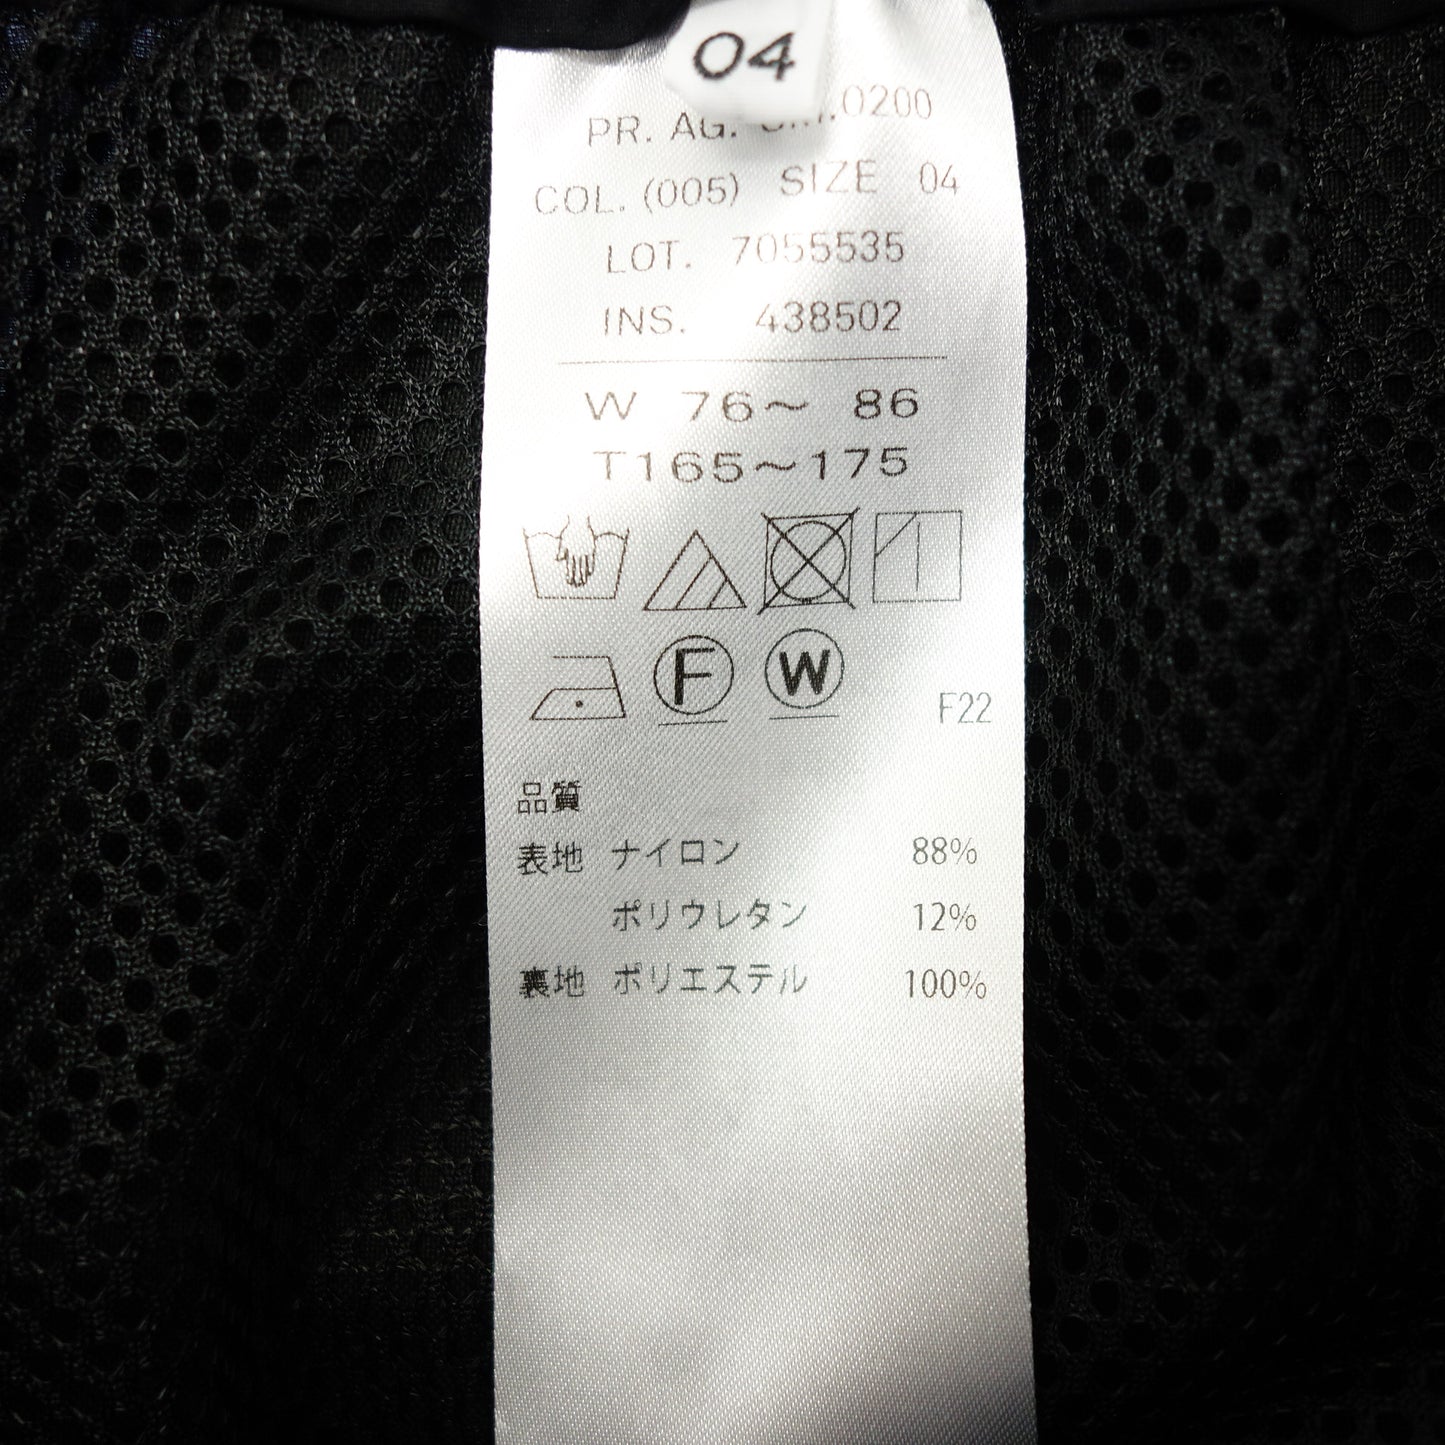 04
PR. AG. .0200
COL. (005) SIZE 04
LOT. 7055535
INS. 438502
W 76～ 86
T165～175
F W
F22
品質
表地 ナイロン 88%
ポリウレタン 12%
裏地 ポリエステル 100%